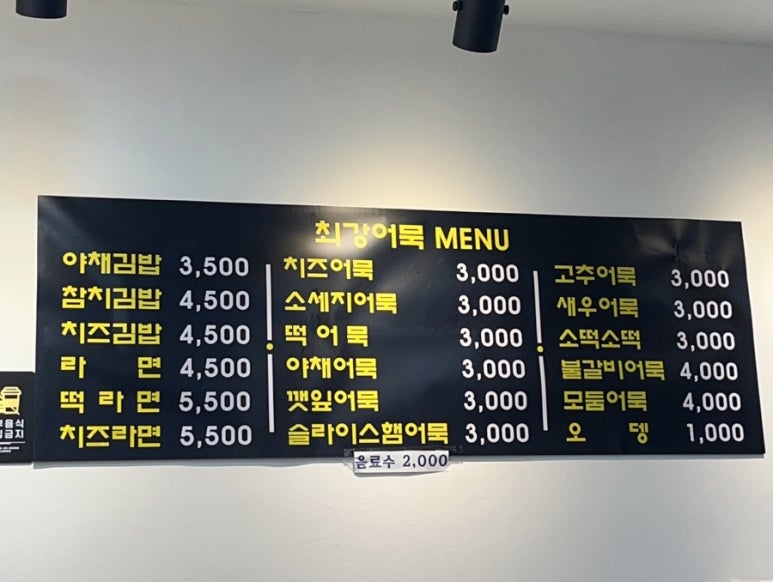 최강어묵 MENU
야채김밥 3,500
참치김밥 4,500
치즈김밥 4,500
라 면 4,500
떡 라 면 5,500
치즈라면 5,500
치즈어묵 3,000
소세지어묵 3,000
떡 어 묵 3,000
야채어묵 3,000
깻잎어묵 3,000
슬라이스햄어묵 3,000
고추어묵 3,000
새우어묵 3,000
소떡소떡 3,000
불갈비어묵 4,000
모둠어묵 4,000
오 뎅 1,000
음료수 2,000